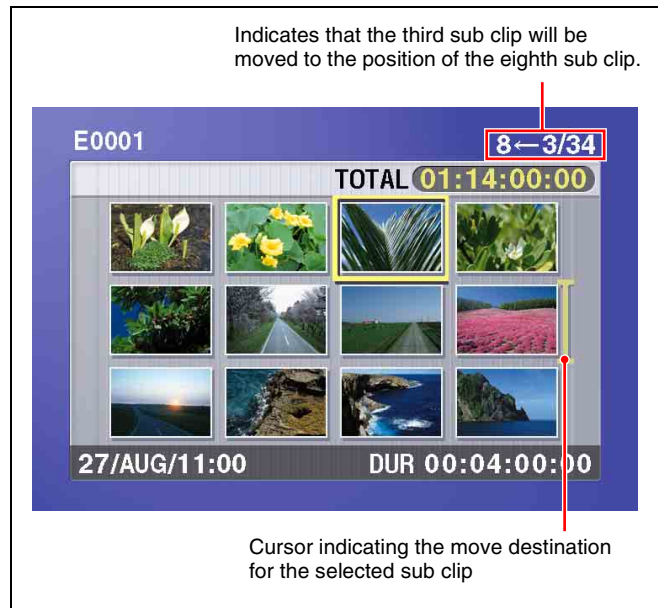 Indicates that the third sub clip will be
moved to the position of the eighth sub clip.
E0001
8←3/34
TOTAL 01:14:00:00
27/AUG/11:00
DUR 00:04:00:00
Cursor indicating the move destination
for the selected sub clip